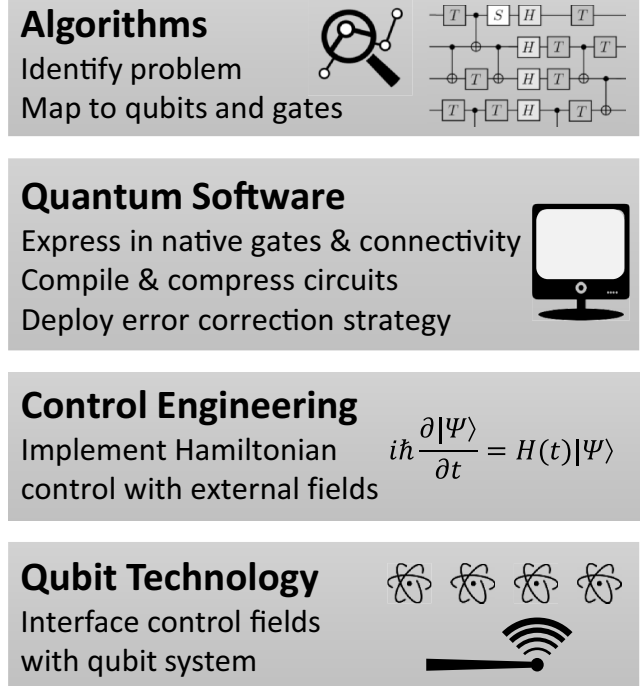 Algorithms
Identify problem
Map to qubits and gates
T S H T
H T T
T H T
T T H T
Quantum Software
Express in native gates & connectivity
Compile & compress circuits
Deploy error correction strategy
Control Engineering
Implement Hamiltonian
control with external fields
iħ ∂|Ψ⟩/∂t = H(t)|Ψ⟩
Qubit Technology
Interface control fields
with qubit system